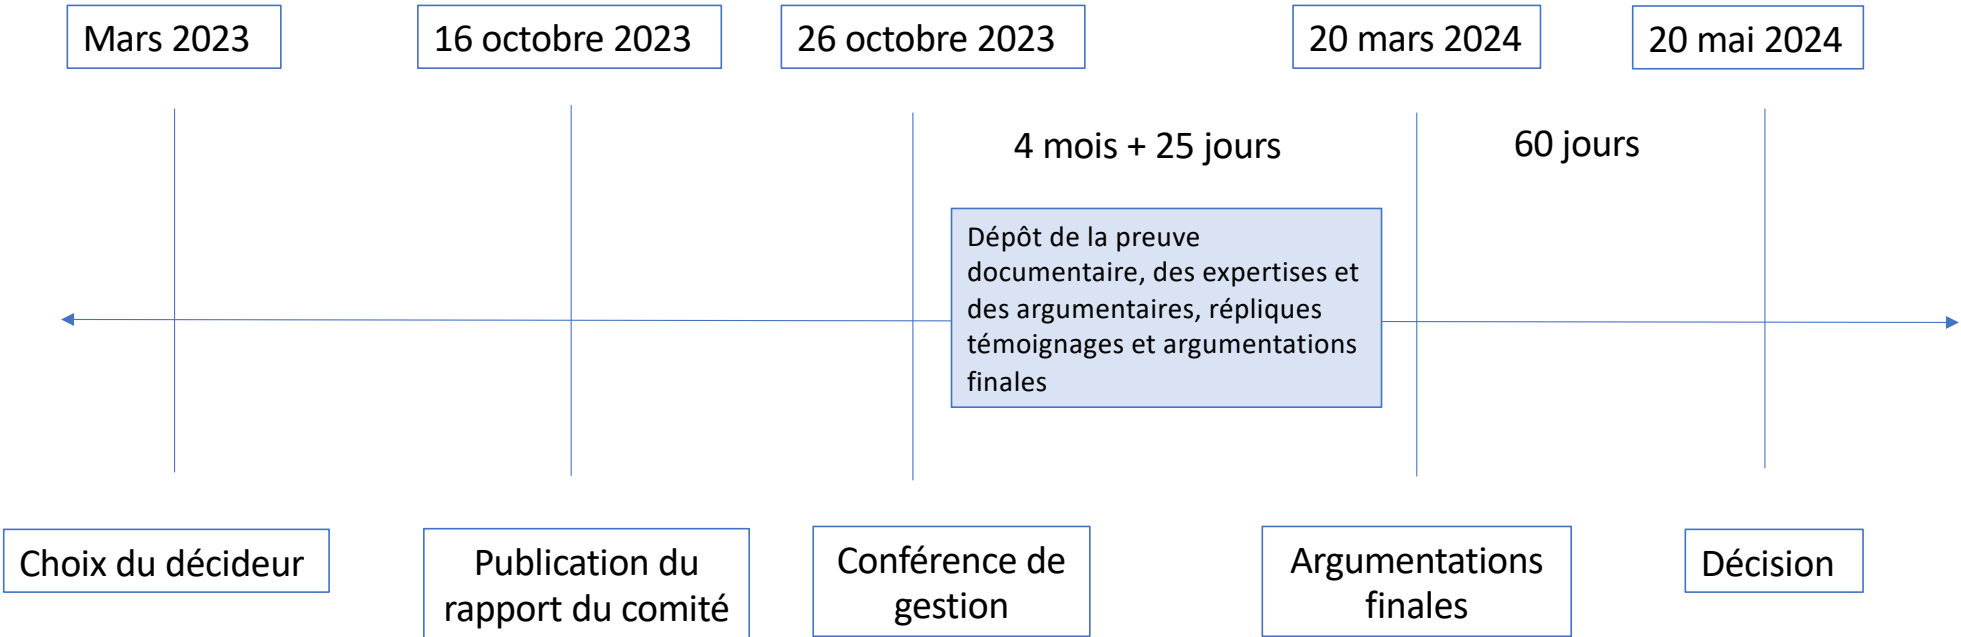 Mars 2023
16 octobre 2023
26 octobre 2023
20 mars 2024
20 mai 2024
4 mois + 25 jours
60 jours
Dépôt de la preuve
documentaire, des expertises et
des argumentaires, répliques
témoignages et argumentations
finales
Choix du décideur
Publication du
rapport du comité
Conférence de
gestion
Argumentations
finales
Décision